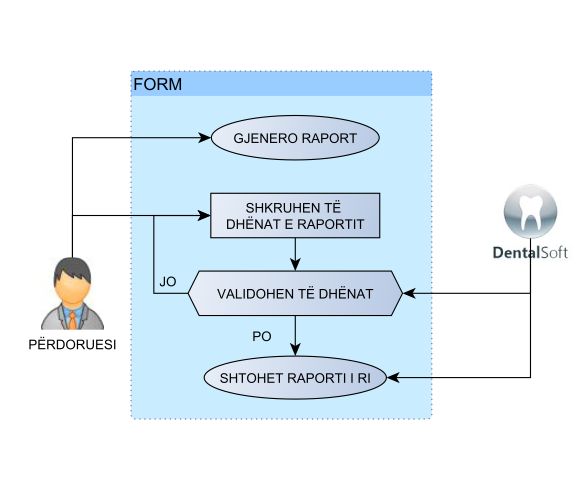 FORM
GJENERO RAPORT
SHKRUHEN TË
DHËNAT E RAPORTIT
DentalSoft
JO
VALIDOHEN TË DHËNAT
PËRDORUESI
PO
SHTOHET RAPORTI I RI